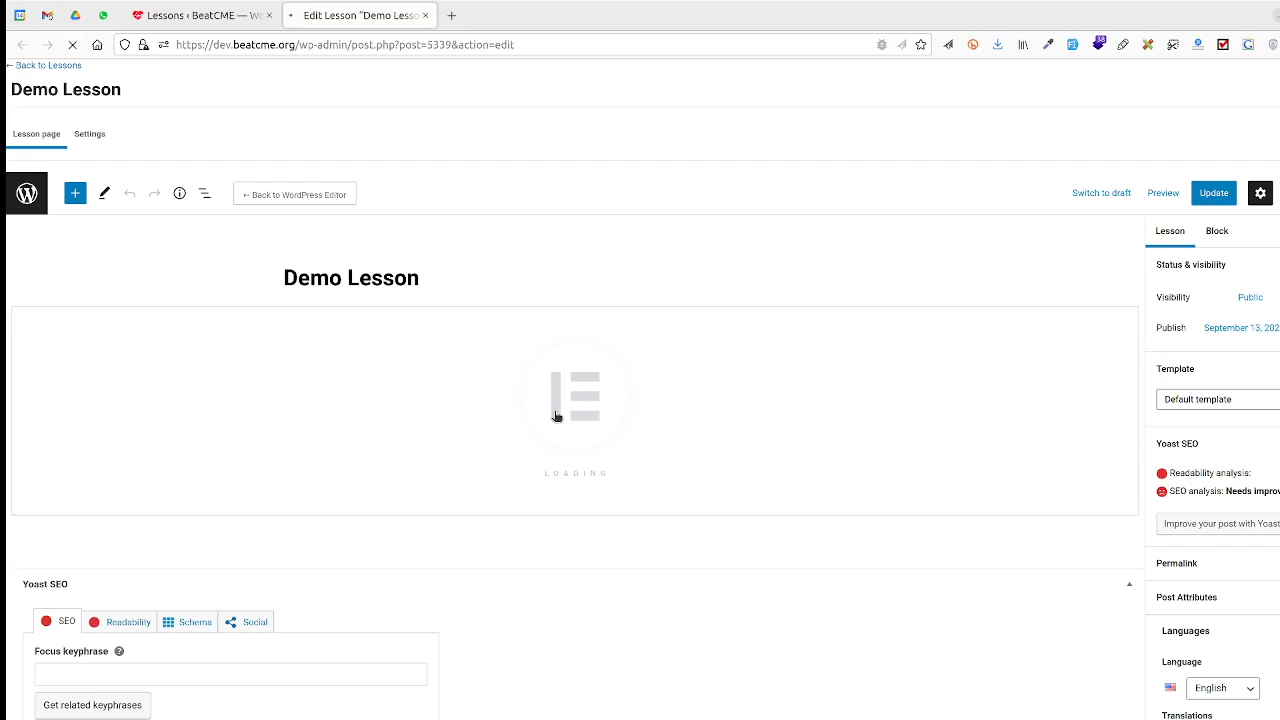 Lessons ‹ BeatCME — Wo
Edit Lesson "Demo Lesso
https://dev.beatcme.org/wp-admin/post.php?post=5339&action=edit
← Back to Lessons
Demo Lesson
Lesson page
Settings
← Back to WordPress Editor
Switch to draft
Preview
Update
Lesson
Block
Demo Lesson
LOADING
Status & visibility
Visibility
Public
Publish
September 13, 202
Template
Default template
Yoast SEO
Readability analysis:
SEO analysis: Needs improv
Improve your post with Yoast
Permalink
Post Attributes
Languages
Language
English
Translations
Yoast SEO
SEO
Readability
Schema
Social
Focus keyphrase
Get related keyphrases